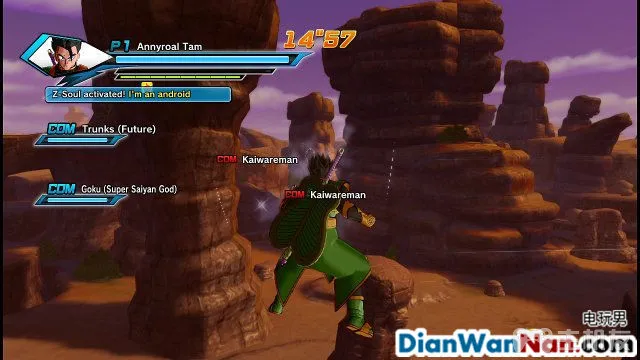 P1 Annyroal Tam
14"57
Z-Soul activated! I'm an android
COM Trunks (Future)
COM Kaiwareman
COM Goku (Super Saiyan God)
COM Kaiwareman
电玩男
DianWanNan.com